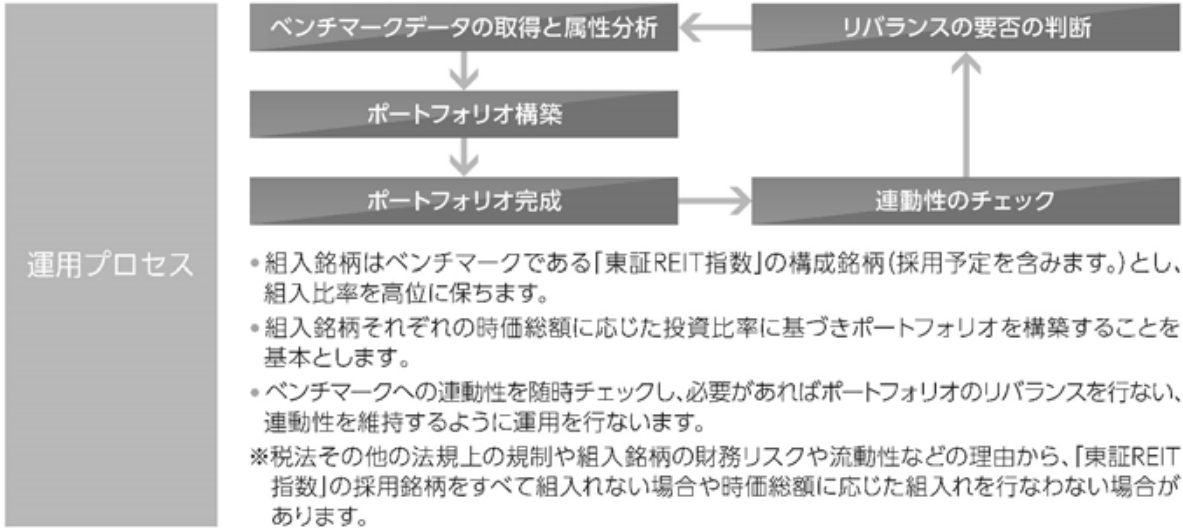 運用プロセス
ベンチマークデータの取得と属性分析
リバランスの要否の判断
ポートフォリオ構築
ポートフォリオ完成
連動性のチェック
•組入銘柄はベンチマークである「東証REIT指数」の構成銘柄(採用予定を含みます。)とし、
組入比率を高位に保ちます。
•組入銘柄それぞれの時価総額に応じた投資比率に基づきポートフォリオを構築することを
基本とします。
•ベンチマークへの連動性を随時チェックし、必要があればポートフォリオのリバランスを行ない、
連動性を維持するように運用を行ないます。
※税法その他の法規上の規制や組入銘柄の財務リスクや流動性などの理由から、「東証REIT
指数」の採用銘柄をすべて組入れない場合や時価総額に応じた組入れを行なわない場合が
あります。